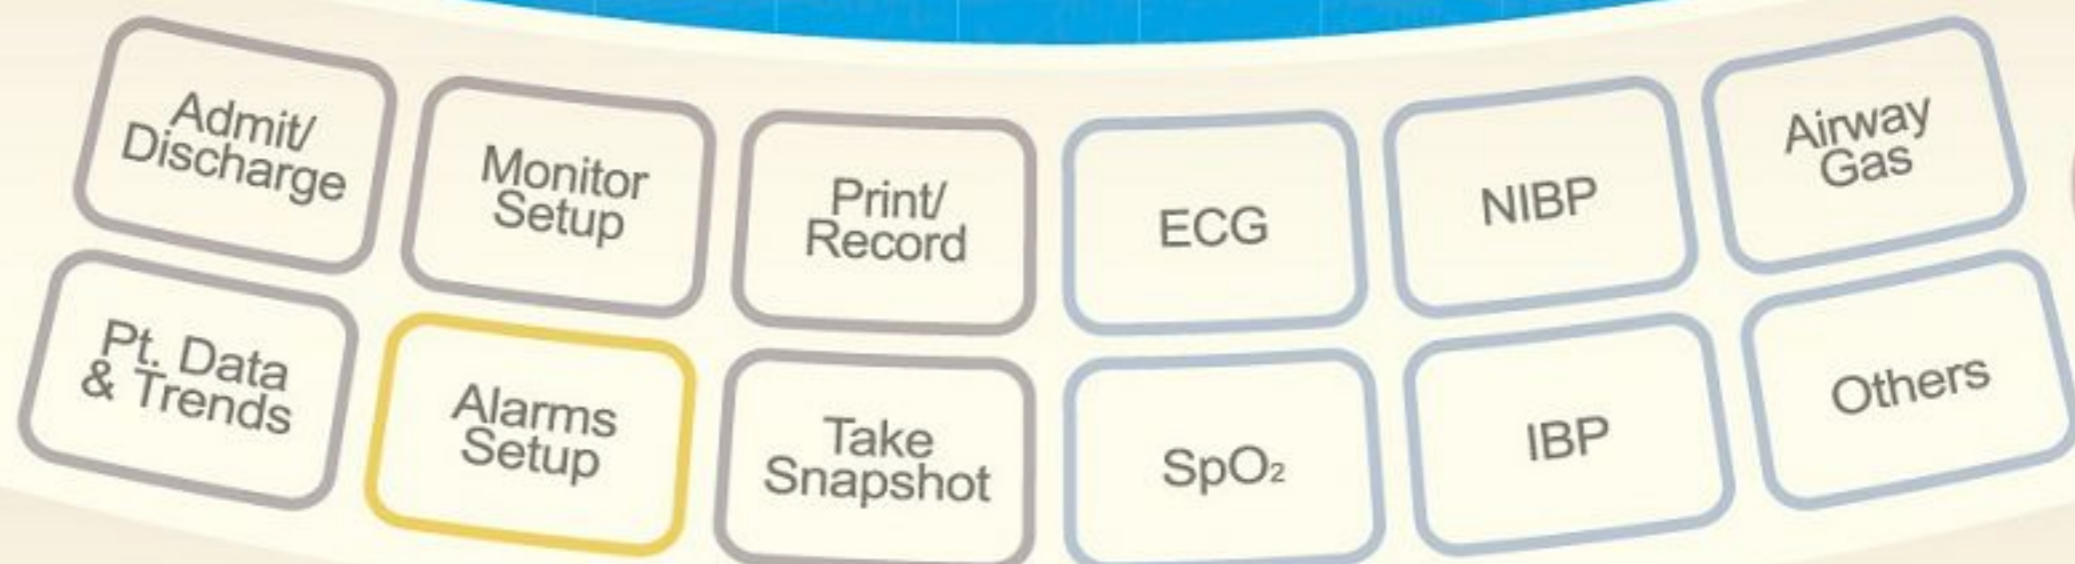 Admit/
Discharge
Monitor
Setup
Print/
Record
ECG
NIBP
Airway
Gas
Pt. Data
& Trends
Alarms
Setup
Take
Snapshot
SpO₂
IBP
Others